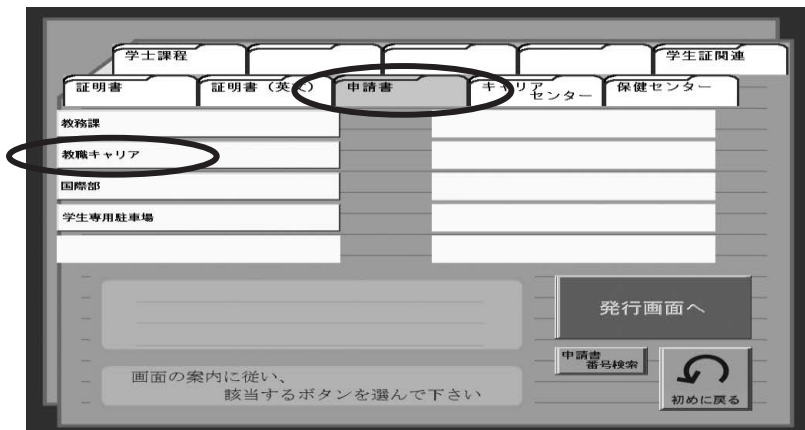 学士課程
学生証関連
証明書
証明書（英文）
申請書
キャリア
センター
保健センター
教務課
教職キャリア
国際部
学生専用駐車場
発行画面へ
申請書
番号検索
画面の案内に従い、
該当するボタンを選んで下さい
初めに戻る